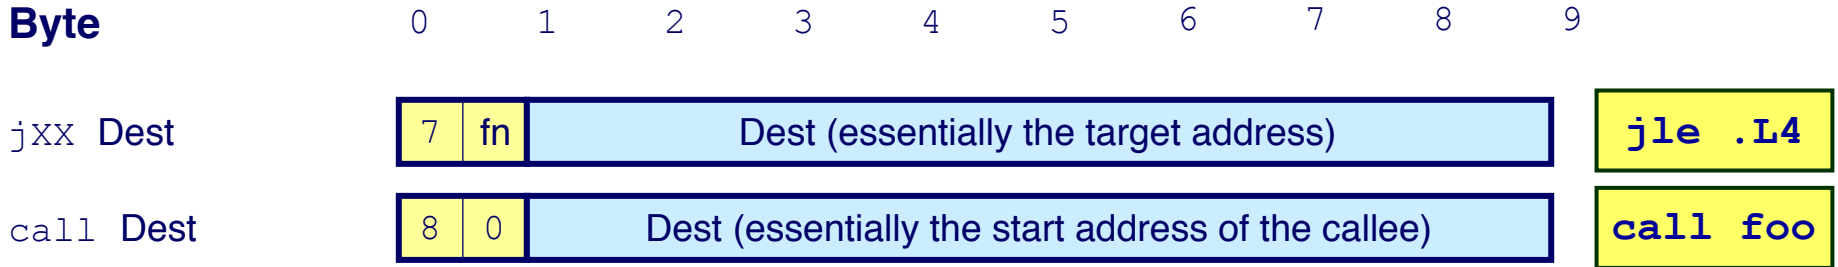 Byte 0 1 2 3 4 5 6 7 8 9
jXX Dest 7 fn Dest (essentially the target address) jle .L4
call Dest 8 0 Dest (essentially the start address of the callee) call foo